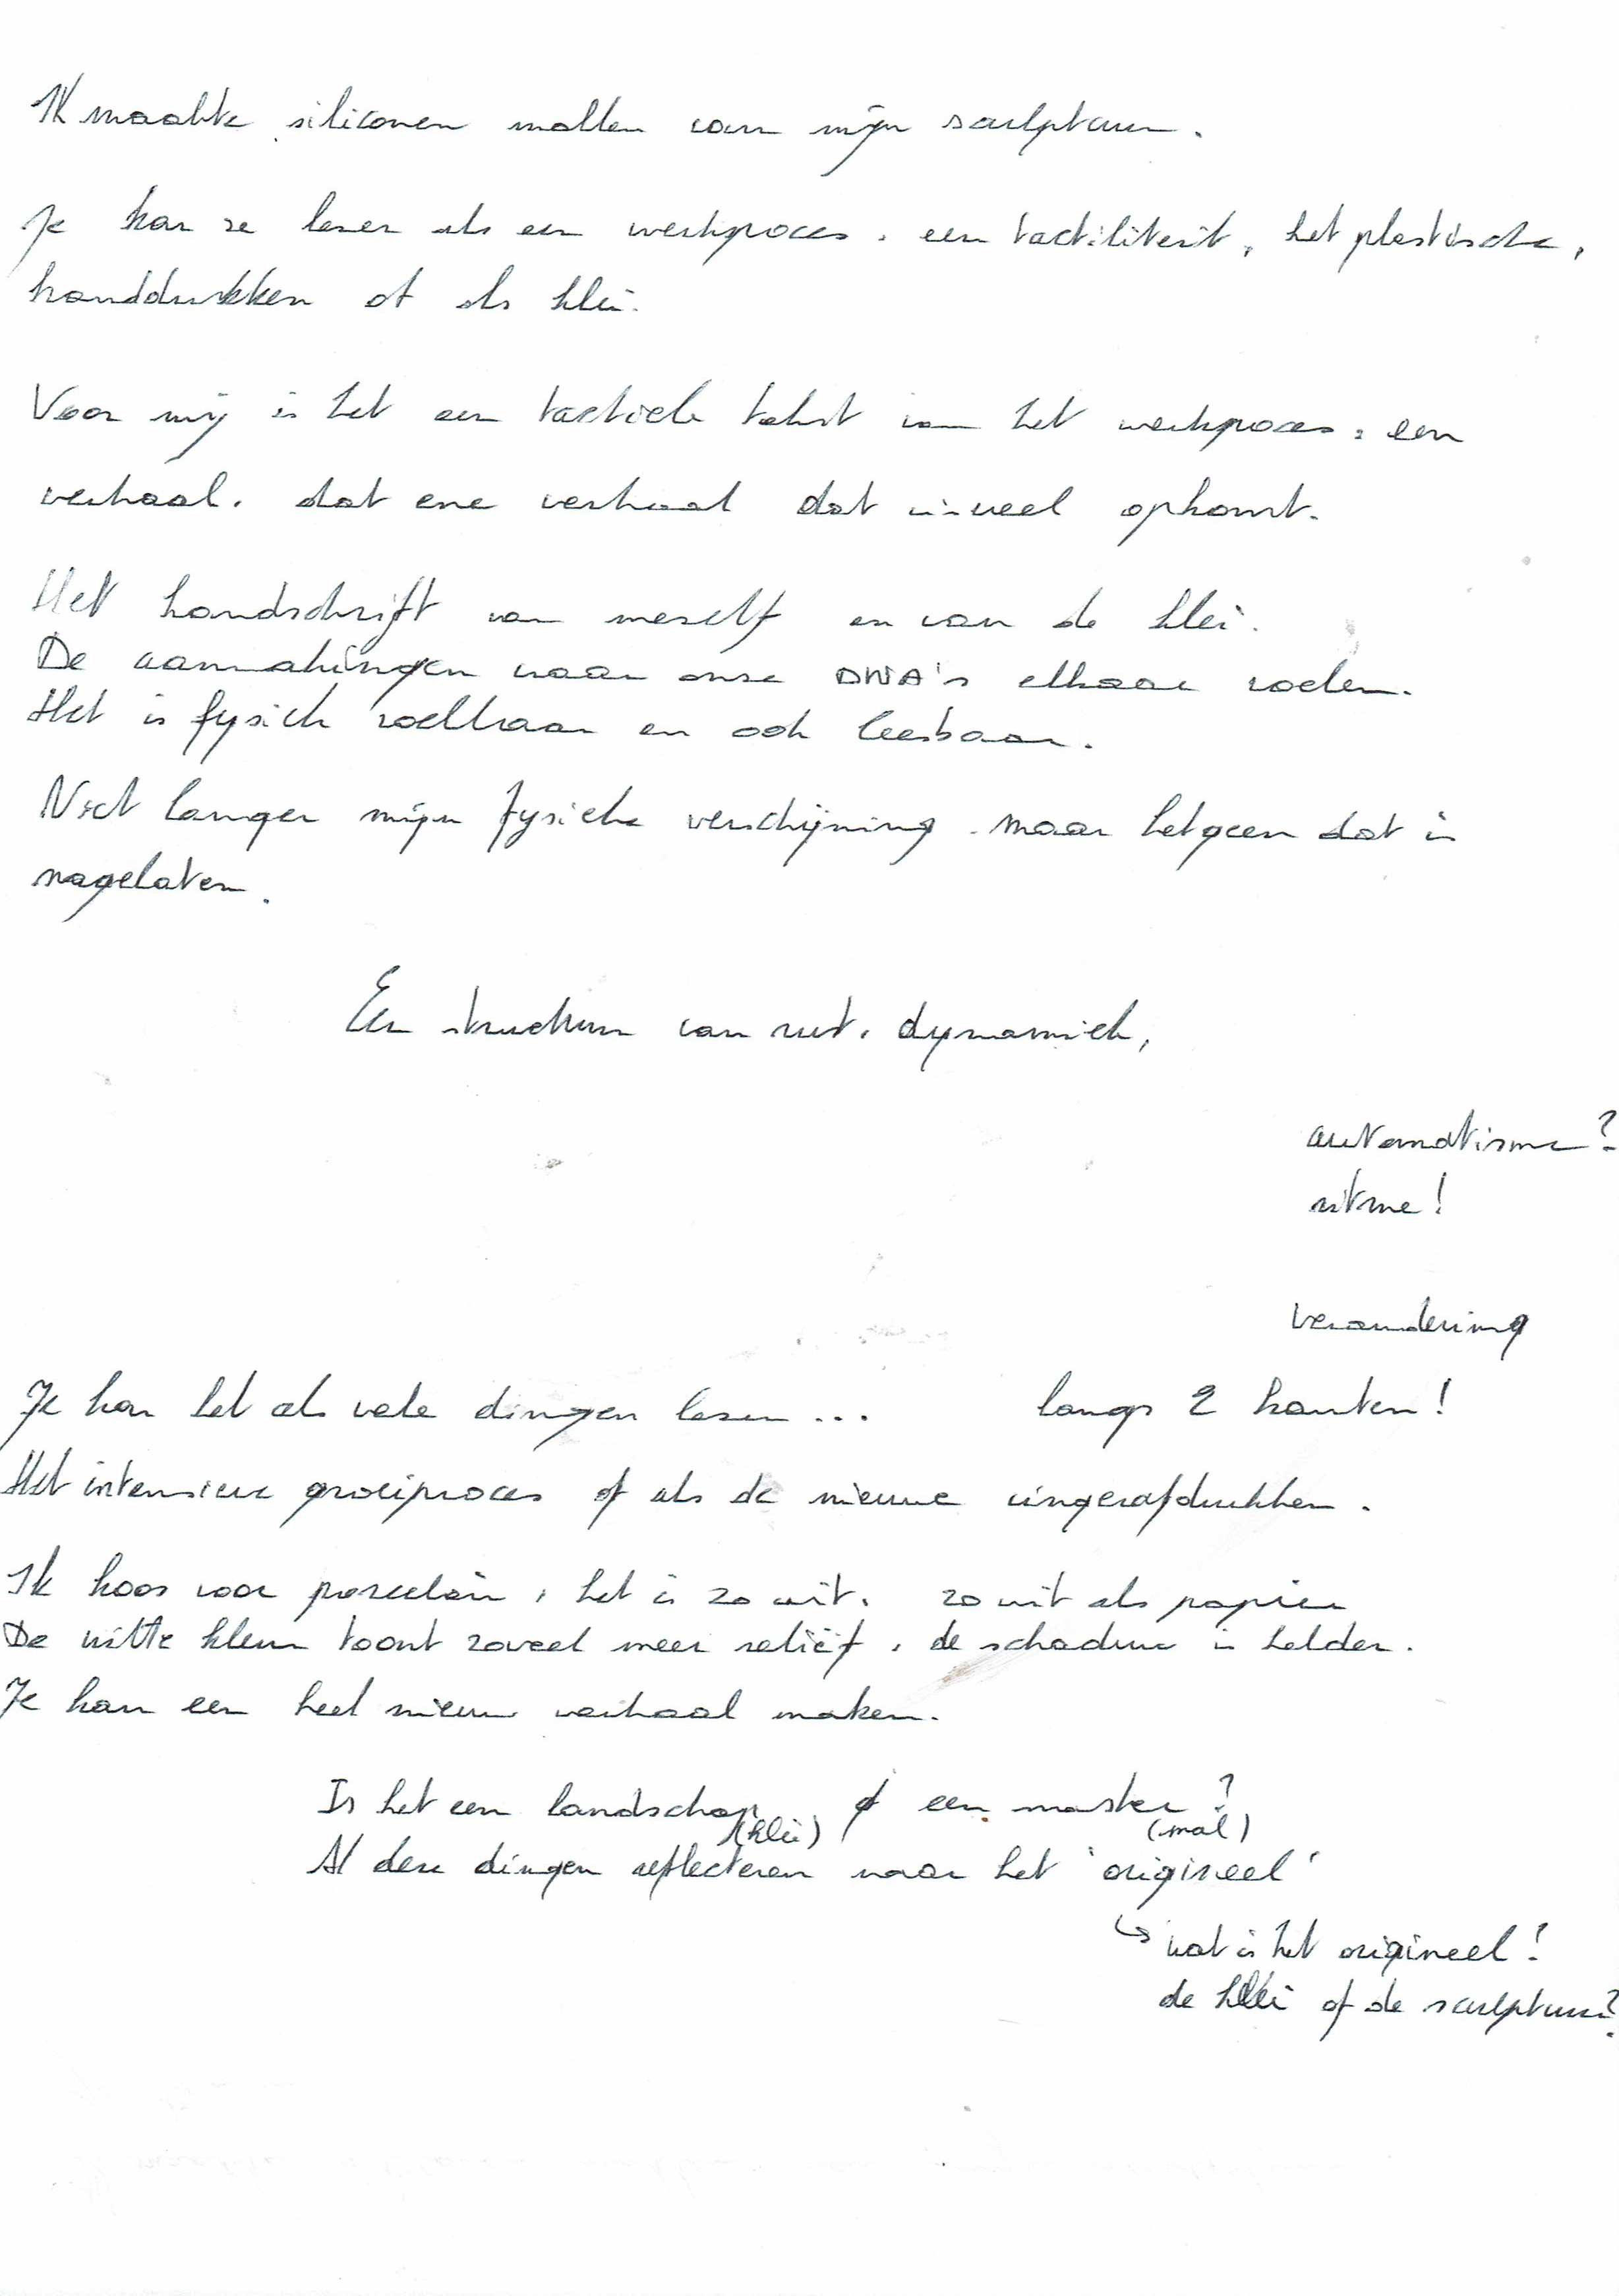 Ik maakte siliconen mallen van mijn sculpturen.
Je kan ze lezen als een werkproces, een tactiliteit, het plastische,
handdrukken of als klei.
Voor mij is het een tactiele tekst van het werkproces, een
verhaal, dat ene verhaal dat visueel opkomt.
Het handschrift van mezelf en van de klei.
De aanrakingen waar onze DNA's elkaar voelen.
Het is fysiek voelbaar en ook leesbaar.
Niet langer mijn fysieke verschijning, maar hetgeen dat is
nagelaten.
Een structuur van rust, dynamiek,
automatisme?
ritme!
verandering
Je kan het als vele dingen lezen... langs 2 kanten!
Het intensieve groeiproces of als de nieuwe vingerafdrukken.
Ik koos voor porselein, het is zo wit, zo wit als papier
De witte kleur toont zoveel meer reliëf, de schaduw is helder.
Je kan een heel nieuw verhaal maken.
Is het een landschap of een master?
(klei) (mal)
Al deze dingen reflecteren naar het 'origineel'
↳ wat is het origineel?
de klei of de sculptuur?